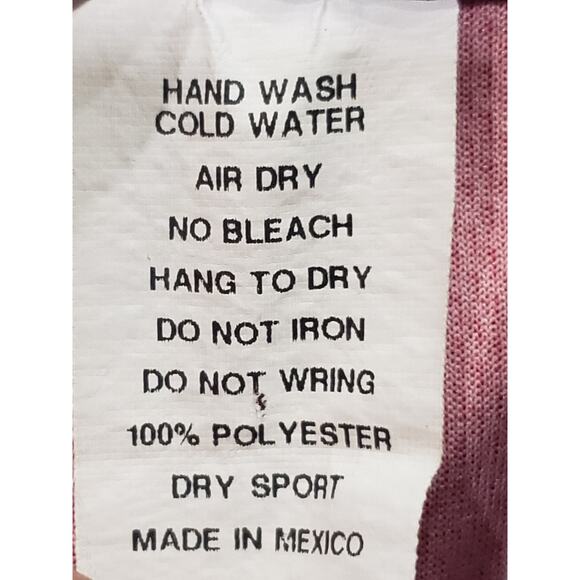 HAND WASH
COLD WATER
AIR DRY
NO BLEACH
HANG TO DRY
DO NOT IRON
DO NOT WRING
100% POLYESTER
DRY SPORT
MADE IN MEXICO